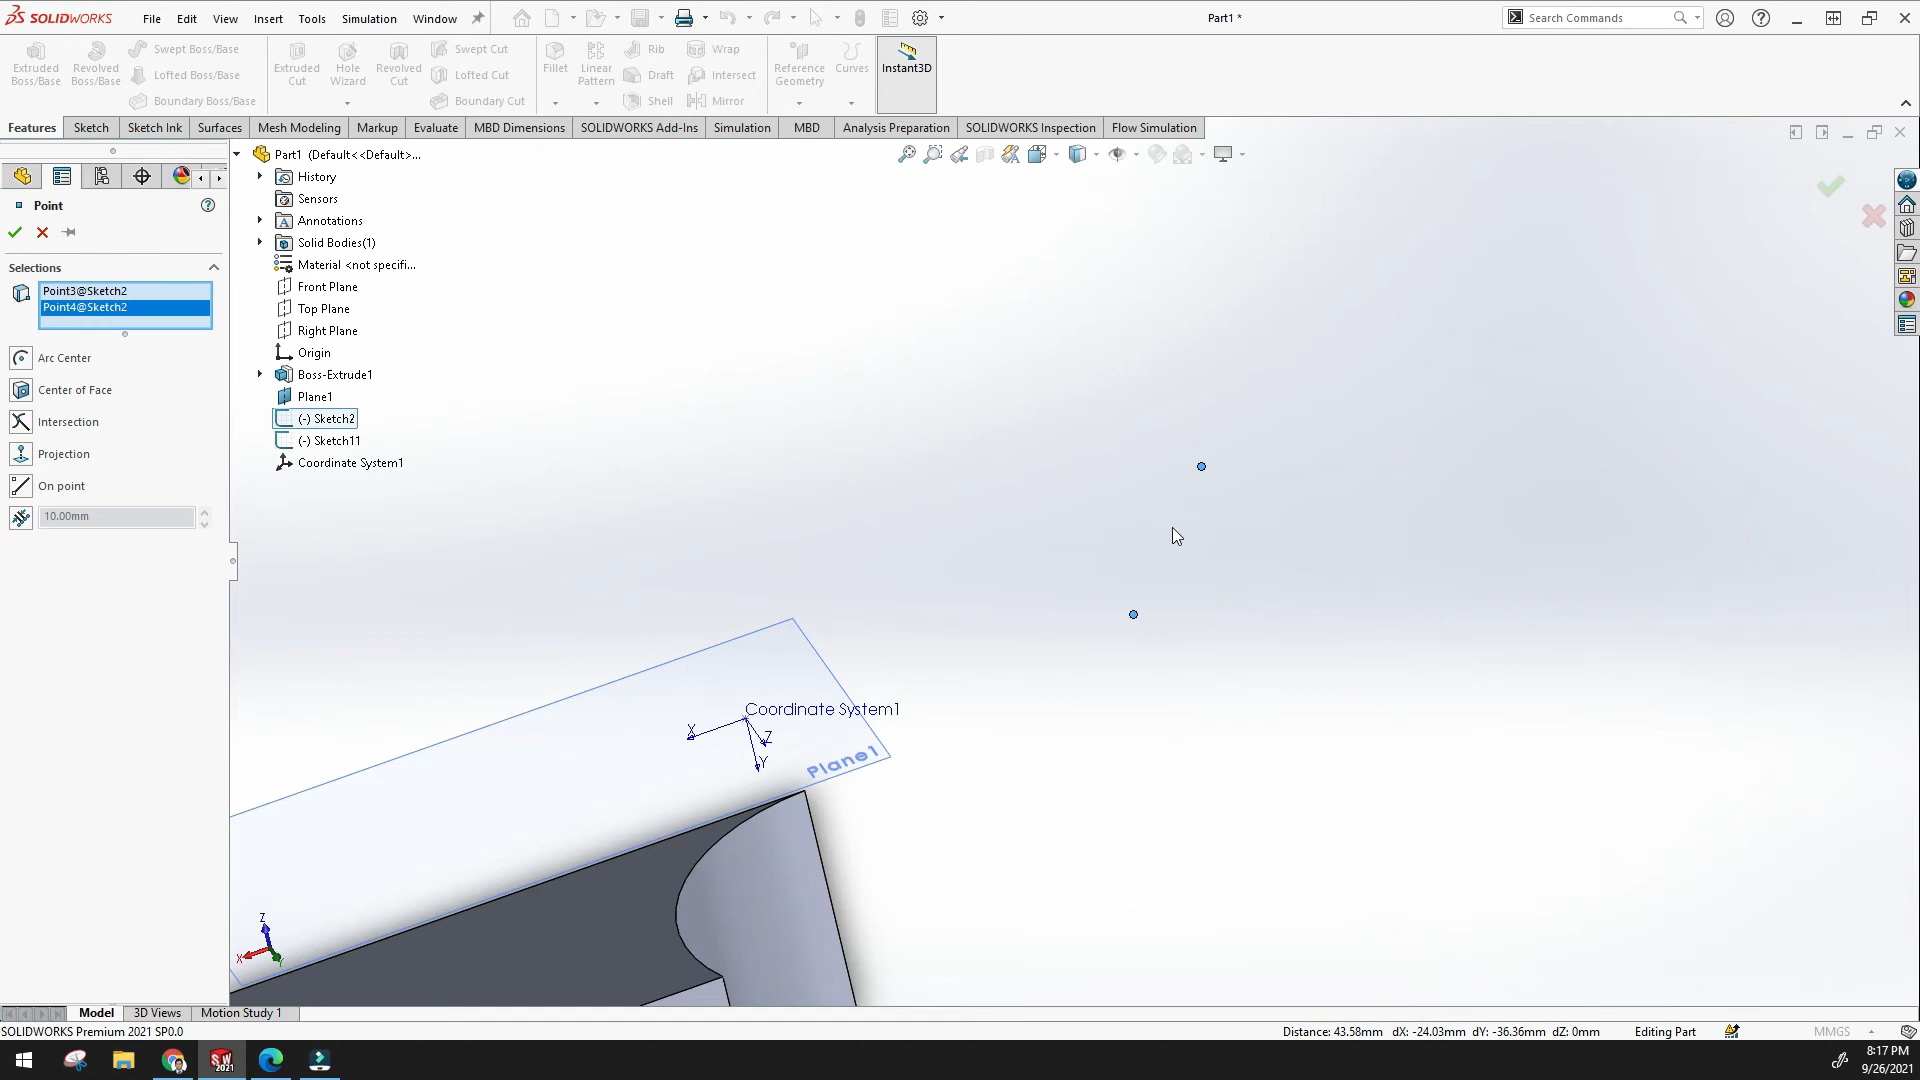 SOLIDWORKS File Edit View Insert Tools Simulation Window Part1 * Search Commands
Extruded Boss/Base
Revolved Boss/Base
Swept Boss/Base
Lofted Boss/Base
Boundary Boss/Base
Extruded Cut
Hole Wizard
Revolved Cut
Swept Cut
Lofted Cut
Boundary Cut
Fillet
Linear Pattern
Rib
Draft
Shell
Wrap
Intersect
Mirror
Reference Geometry
Curves
Instant3D
Features Sketch Sketch Ink Surfaces Mesh Modeling Markup Evaluate MBD Dimensions SOLIDWORKS Add-Ins Simulation MBD Analysis Preparation SOLIDWORKS Inspection Flow Simulation
Point
Selections
Point3@Sketch2
Point4@Sketch2
Arc Center
Center of Face
Intersection
Projection
On point
10.00mm
Part1 (Default<<Default>...
History
Sensors
Annotations
Solid Bodies(1)
Material <not specifi...
Front Plane
Top Plane
Right Plane
Origin
Boss-Extrude1
Plane1
(-) Sketch2
(-) Sketch11
Coordinate System1
Coordinate System1
X
Z
Y
Plane1
Z
X
Y
Model 3D Views Motion Study 1
SOLIDWORKS Premium 2021 SP0.0
Distance: 43.58mm dX: -24.03mm dY: -36.36mm dZ: 0mm Editing Part MMGS
SW
2021
8:17 PM
9/26/2021